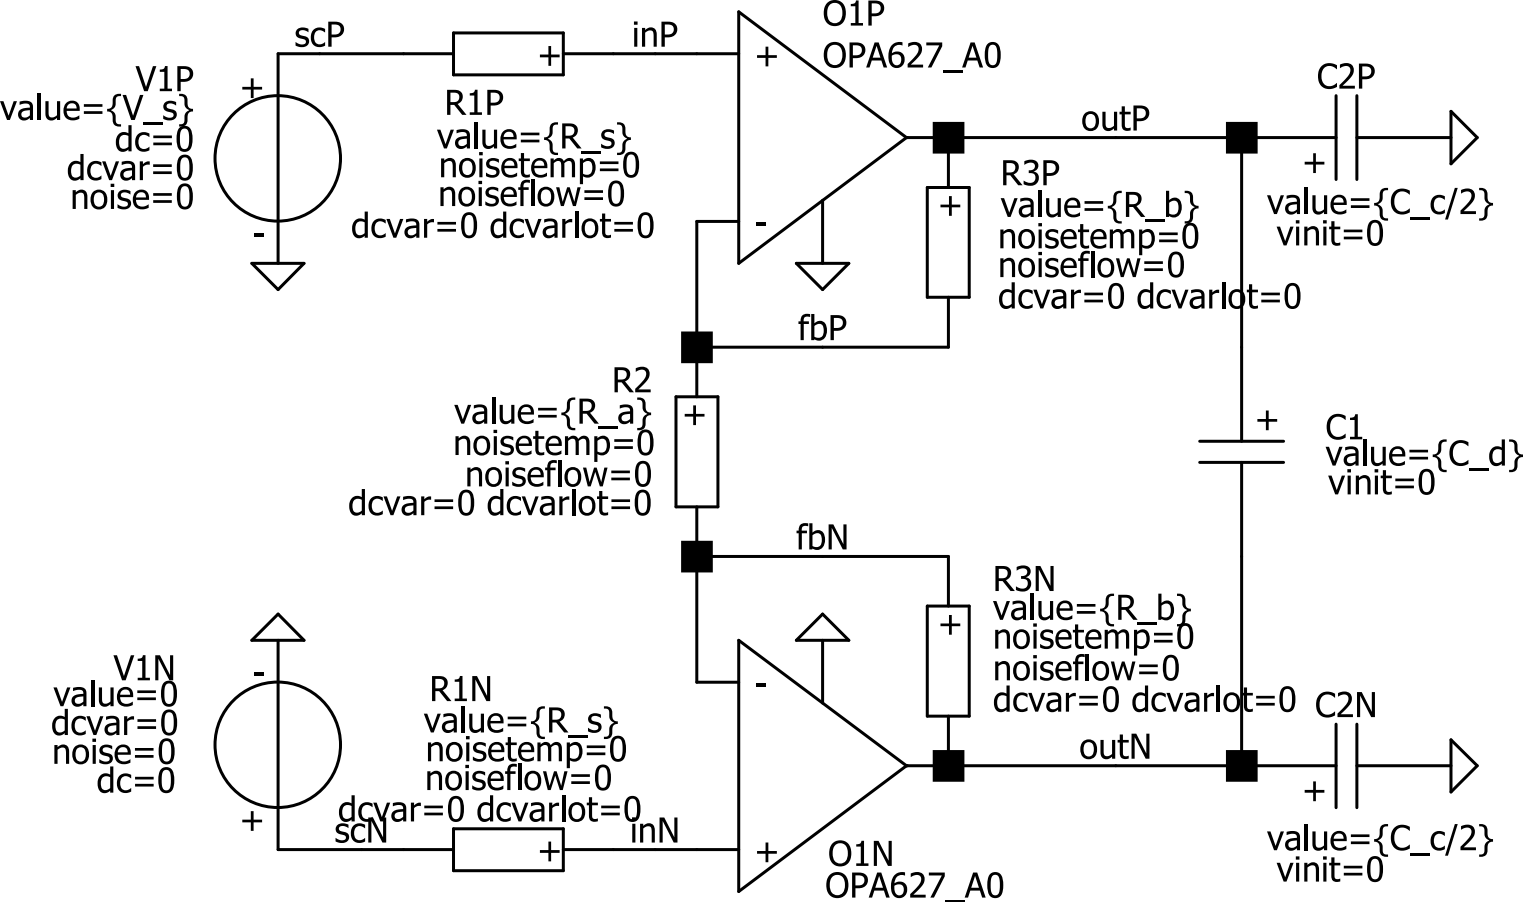 scP
inP
O1P
OPA627_A0
V1P
value={V_s}
dc=0
dcvar=0
noise=0
+
-
+
R1P
value={R_s}
noisetemp=0
noiseflow=0
dcvar=0 dcvarlot=0
+
-
outP
C2P
+
value={C_c/2}
vinit=0
R3P
+
value={R_b}
noisetemp=0
noiseflow=0
dcvar=0 dcvarlot=0
fbP
R2
+
value={R_a}
noisetemp=0
noiseflow=0
dcvar=0 dcvarlot=0
+
C1
value={C_d}
vinit=0
fbN
R3N
+
value={R_b}
noisetemp=0
noiseflow=0
dcvar=0 dcvarlot=0
V1N
value=0
dcvar=0
noise=0
dc=0
-
+
R1N
value={R_s}
noisetemp=0
noiseflow=0
dcvar=0 dcvarlot=0
scN
+
inN
-
+
O1N
OPA627_A0
outN
C2N
+
value={C_c/2}
vinit=0